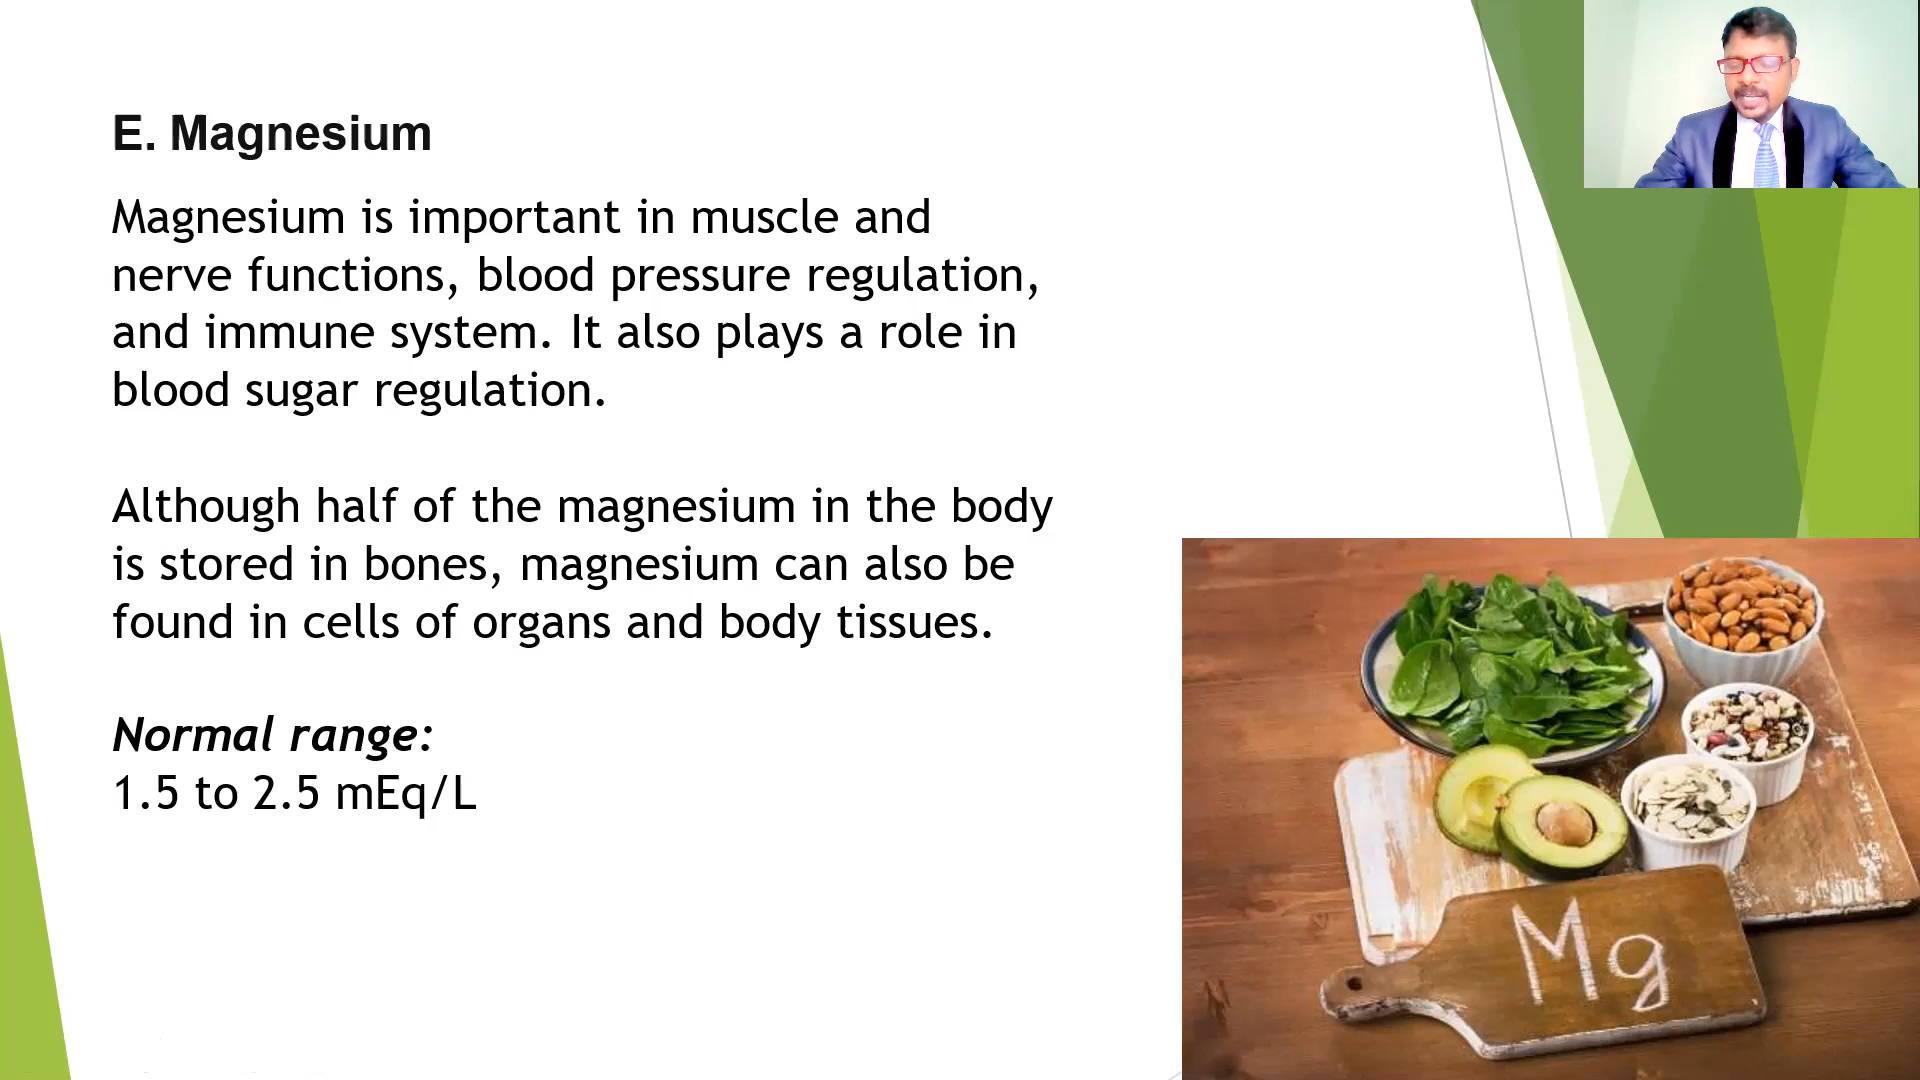 E. Magnesium
Magnesium is important in muscle and
nerve functions, blood pressure regulation,
and immune system. It also plays a role in
blood sugar regulation.
Although half of the magnesium in the body
is stored in bones, magnesium can also be
found in cells of organs and body tissues.
Normal range:
1.5 to 2.5 mEq/L
Mg